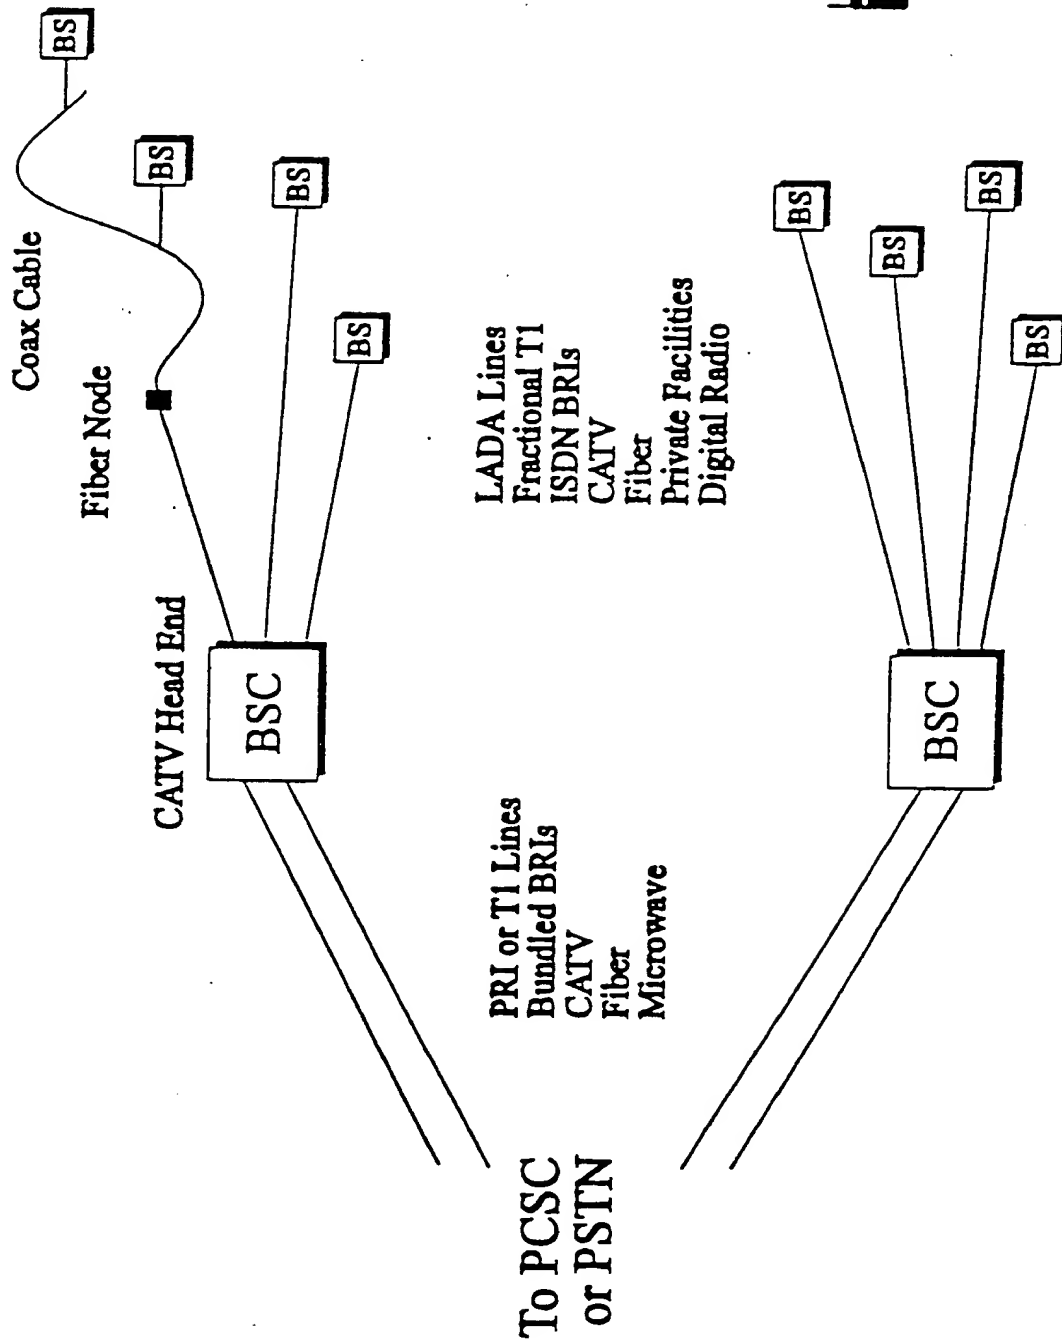 Coax Cable
BS
BS
Fiber Node
BS
BS
CATV Head End
BSC
LADA Lines
Fractional T1
ISDN BRIs
CATV
Fiber
Private Facilities
Digital Radio
PRI or T1 Lines
Bundled BRIs
CATV
Fiber
Microwave
To PCSC
or PSTN
BS
BS
BS
BS
BSC